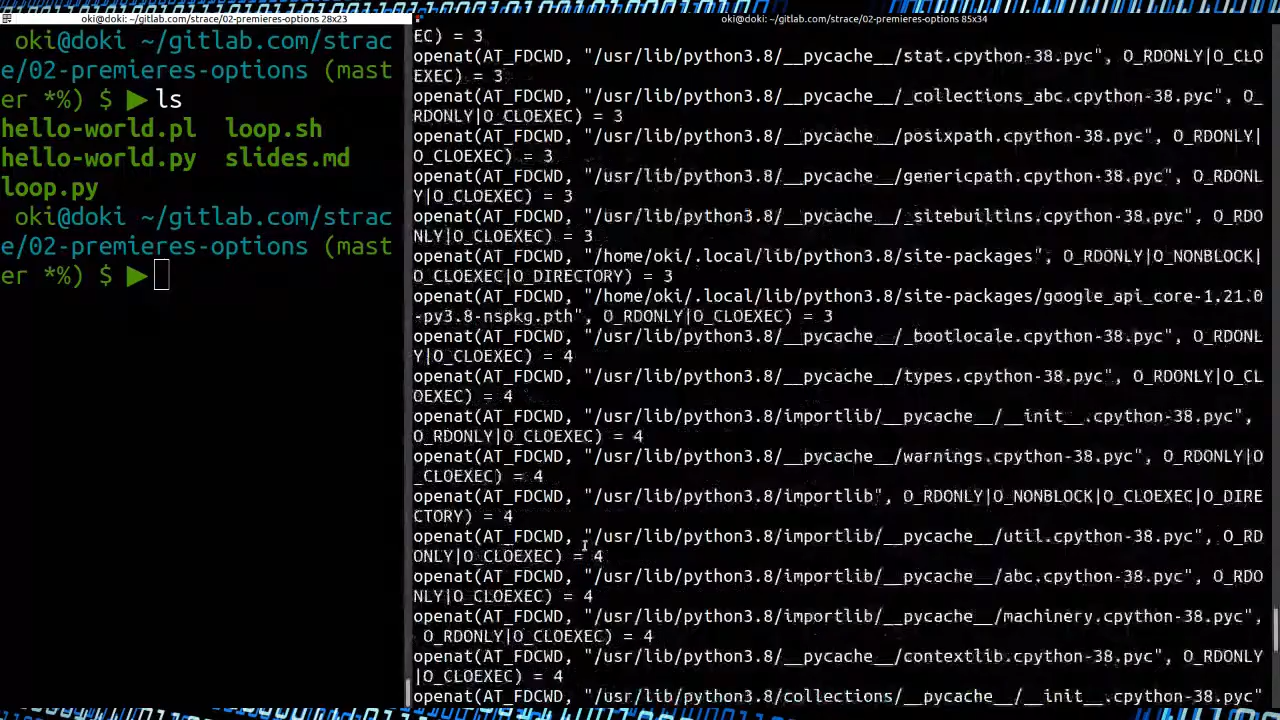 oki@doki: ~/gitlab.com/strace/02-premieres-options 28x23
oki@doki ~/gitlab.com/strac
e/02-premieres-options (mast
er *%) $ ▶ls
hello-world.pl  loop.sh
hello-world.py  slides.md
loop.py
oki@doki ~/gitlab.com/strac
e/02-premieres-options (mast
er *%) $ ▶
oki@doki: ~/gitlab.com/strace/02-premieres-options 85x34
EC) = 3
openat(AT_FDCWD, "/usr/lib/python3.8/__pycache__/stat.cpython-38.pyc", O_RDONLY|O_CLO
EXEC) = 3
openat(AT_FDCWD, "/usr/lib/python3.8/__pycache__/_collections_abc.cpython-38.pyc", O_
RDONLY|O_CLOEXEC) = 3
openat(AT_FDCWD, "/usr/lib/python3.8/__pycache__/posixpath.cpython-38.pyc", O_RDONLY|
O_CLOEXEC) = 3
openat(AT_FDCWD, "/usr/lib/python3.8/__pycache__/genericpath.cpython-38.pyc", O_RDONL
Y|O_CLOEXEC) = 3
openat(AT_FDCWD, "/usr/lib/python3.8/__pycache__/_sitebuiltins.cpython-38.pyc", O_RDO
NLY|O_CLOEXEC) = 3
openat(AT_FDCWD, "/home/oki/.local/lib/python3.8/site-packages", O_RDONLY|O_NONBLOCK|
O_CLOEXEC|O_DIRECTORY) = 3
openat(AT_FDCWD, "/home/oki/.local/lib/python3.8/site-packages/google_api_core-1.21.0
-py3.8-nspkg.pth", O_RDONLY|O_CLOEXEC) = 3
openat(AT_FDCWD, "/usr/lib/python3.8/__pycache__/_bootlocale.cpython-38.pyc", O_RDONL
Y|O_CLOEXEC) = 4
openat(AT_FDCWD, "/usr/lib/python3.8/__pycache__/types.cpython-38.pyc", O_RDONLY|O_CL
OEXEC) = 4
openat(AT_FDCWD, "/usr/lib/python3.8/importlib/__pycache__/__init__.cpython-38.pyc",
O_RDONLY|O_CLOEXEC) = 4
openat(AT_FDCWD, "/usr/lib/python3.8/__pycache__/warnings.cpython-38.pyc", O_RDONLY|O
_CLOEXEC) = 4
openat(AT_FDCWD, "/usr/lib/python3.8/importlib", O_RDONLY|O_NONBLOCK|O_CLOEXEC|O_DIRE
CTORY) = 4
openat(AT_FDCWD, "/usr/lib/python3.8/importlib/__pycache__/util.cpython-38.pyc", O_RD
ONLY|O_CLOEXEC) = 4
openat(AT_FDCWD, "/usr/lib/python3.8/importlib/__pycache__/abc.cpython-38.pyc", O_RDO
NLY|O_CLOEXEC) = 4
openat(AT_FDCWD, "/usr/lib/python3.8/importlib/__pycache__/machinery.cpython-38.pyc",
O_RDONLY|O_CLOEXEC) = 4
openat(AT_FDCWD, "/usr/lib/python3.8/__pycache__/contextlib.cpython-38.pyc", O_RDONLY
|O_CLOEXEC) = 4
openat(AT_FDCWD, "/usr/lib/python3.8/collections/__pycache__/__init__.cpython-38.pyc"